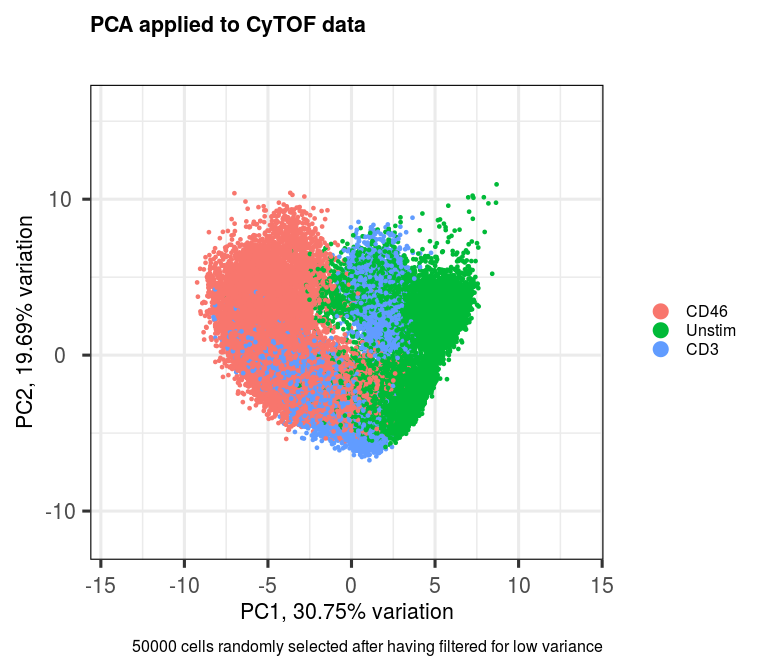 PCA applied to CyTOF data
PC2, 19.69% variation
10
0
-10
-15 -10 -5 0 5 10 15
PC1, 30.75% variation
CD46
Unstim
CD3
50000 cells randomly selected after having filtered for low variance